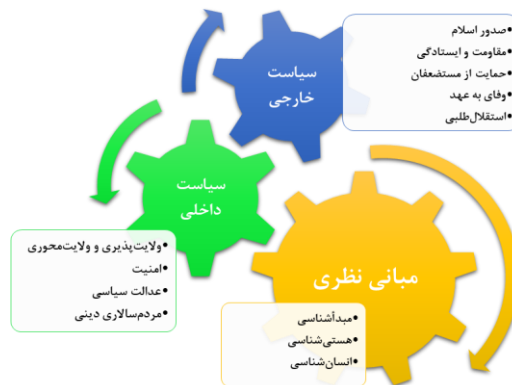 سیاست
خارجی
•صدور اسلام
•مقاومت و ایستادگی
•حمایت از مستضعفان
•وفای به عهد
•استقلال‌طلبی
سیاست
داخلی
•ولایت‌پذیری و ولایت‌محوری
•امنیت
•عدالت سیاسی
•مردم‌سالاری دینی
مبانی نظری
•مبدأشناسی
•هستی‌شناسی
•انسان‌شناسی